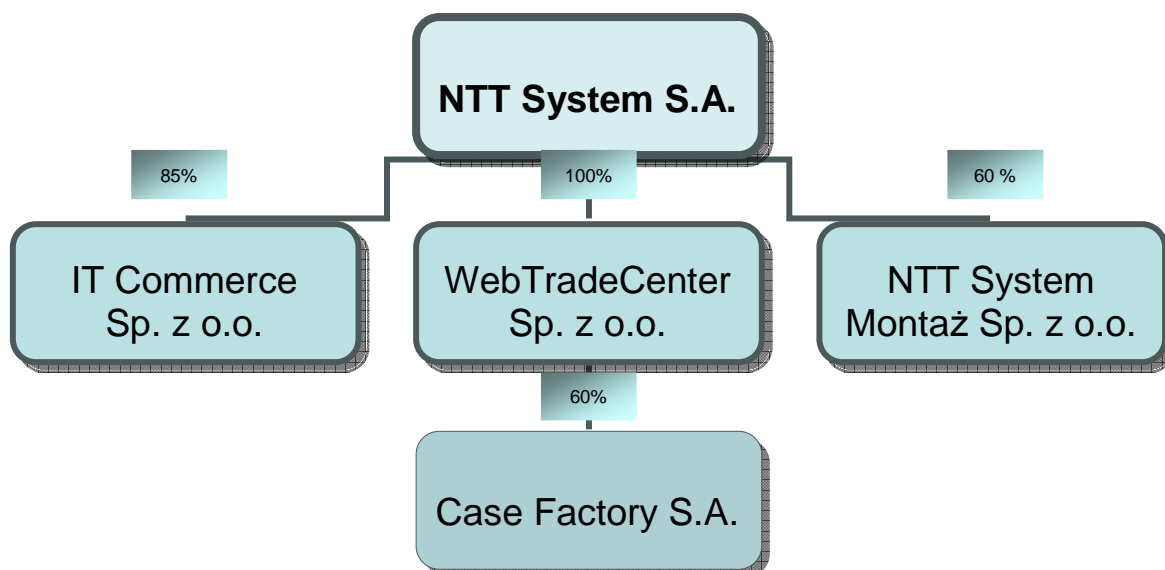 NTT System S.A.
85%
100%
60 %
IT Commerce
Sp. z o.o.
WebTradeCenter
Sp. z o.o.
NTT System
Montaż Sp. z o.o.
60%
Case Factory S.A.